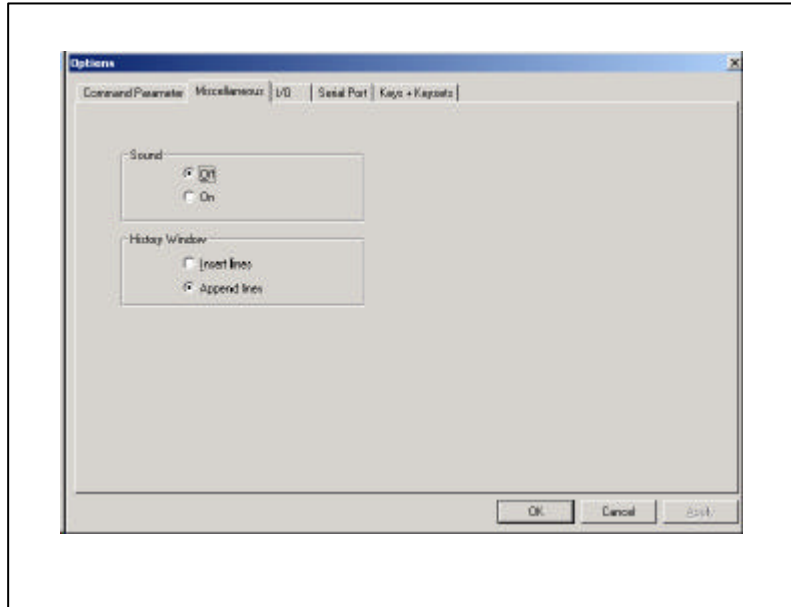 Options
Command Parameter Miscellaneous I/O Serial Port Keys + Keysets
Sound
Off
On
History Window
Insert lines
Append lines
OK Cancel Apply